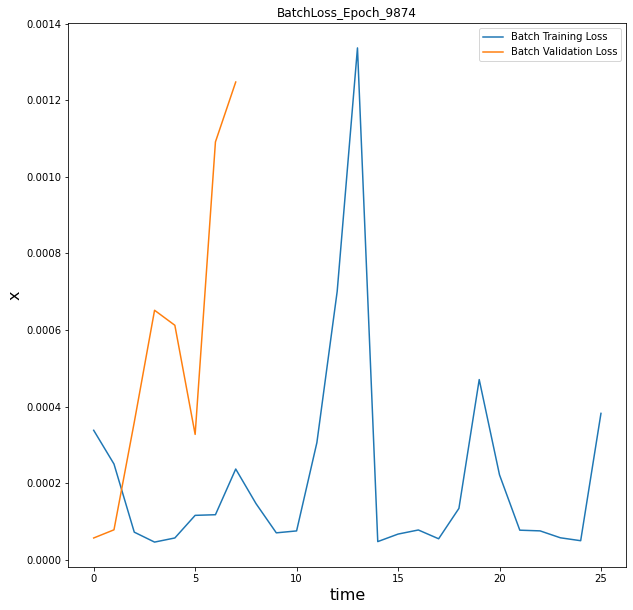 BatchLoss_Epoch_9874
Batch Training Loss
Batch Validation Loss
0.0014
0.0012
0.0010
0.0008
0.0006
0.0004
0.0002
0.0000
x
0 5 10 15 20 25
time